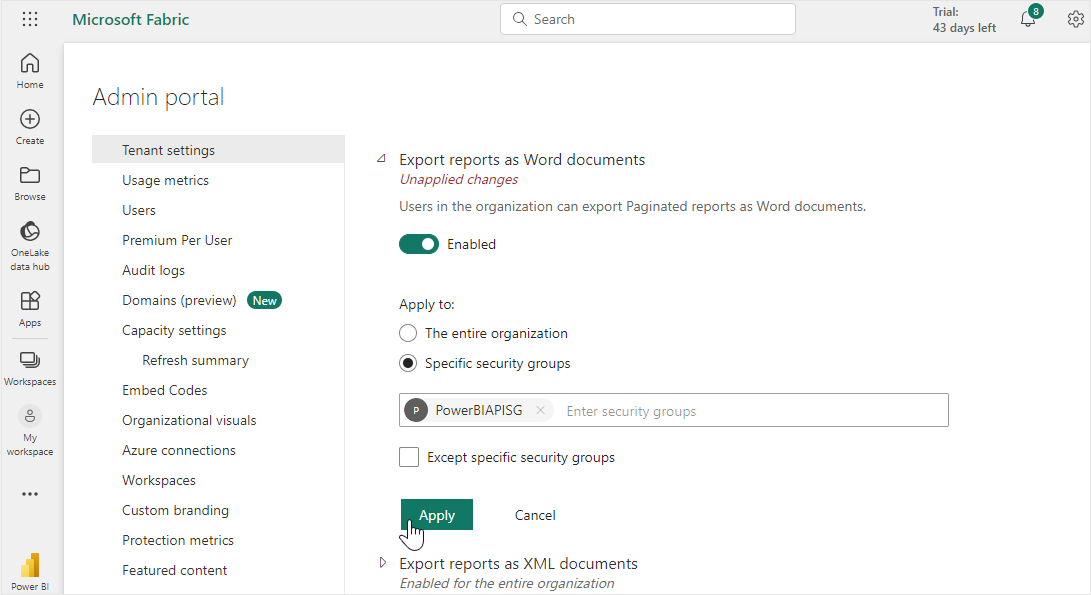 Microsoft Fabric
Search
Trial:
43 days left
8
Home
Create
Browse
OneLake
data hub
Apps
Workspaces
My
workspace
Power BI
Admin portal
Tenant settings
Usage metrics
Users
Premium Per User
Audit logs
Domains (preview) New
Capacity settings
Refresh summary
Embed Codes
Organizational visuals
Azure connections
Workspaces
Custom branding
Protection metrics
Featured content
Export reports as Word documents
Unapplied changes
Users in the organization can export Paginated reports as Word documents.
Enabled
Apply to:
The entire organization
Specific security groups
P PowerBIAPISG Enter security groups
Except specific security groups
Apply Cancel
Export reports as XML documents
Enabled for the entire organization